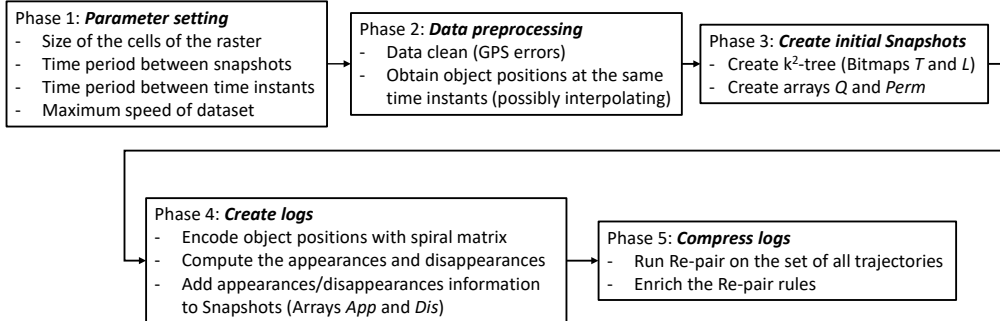 Phase 1: Parameter setting
- Size of the cells of the raster
- Time period between snapshots
- Time period between time instants
- Maximum speed of dataset
Phase 2: Data preprocessing
- Data clean (GPS errors)
- Obtain object positions at the same
time instants (possibly interpolating)
Phase 3: Create initial Snapshots
- Create k²-tree (Bitmaps T and L)
- Create arrays Q and Perm
Phase 4: Create logs
- Encode object positions with spiral matrix
- Compute the appearances and disappearances
- Add appearances/disappearances information
to Snapshots (Arrays App and Dis)
Phase 5: Compress logs
- Run Re-pair on the set of all trajectories
- Enrich the Re-pair rules